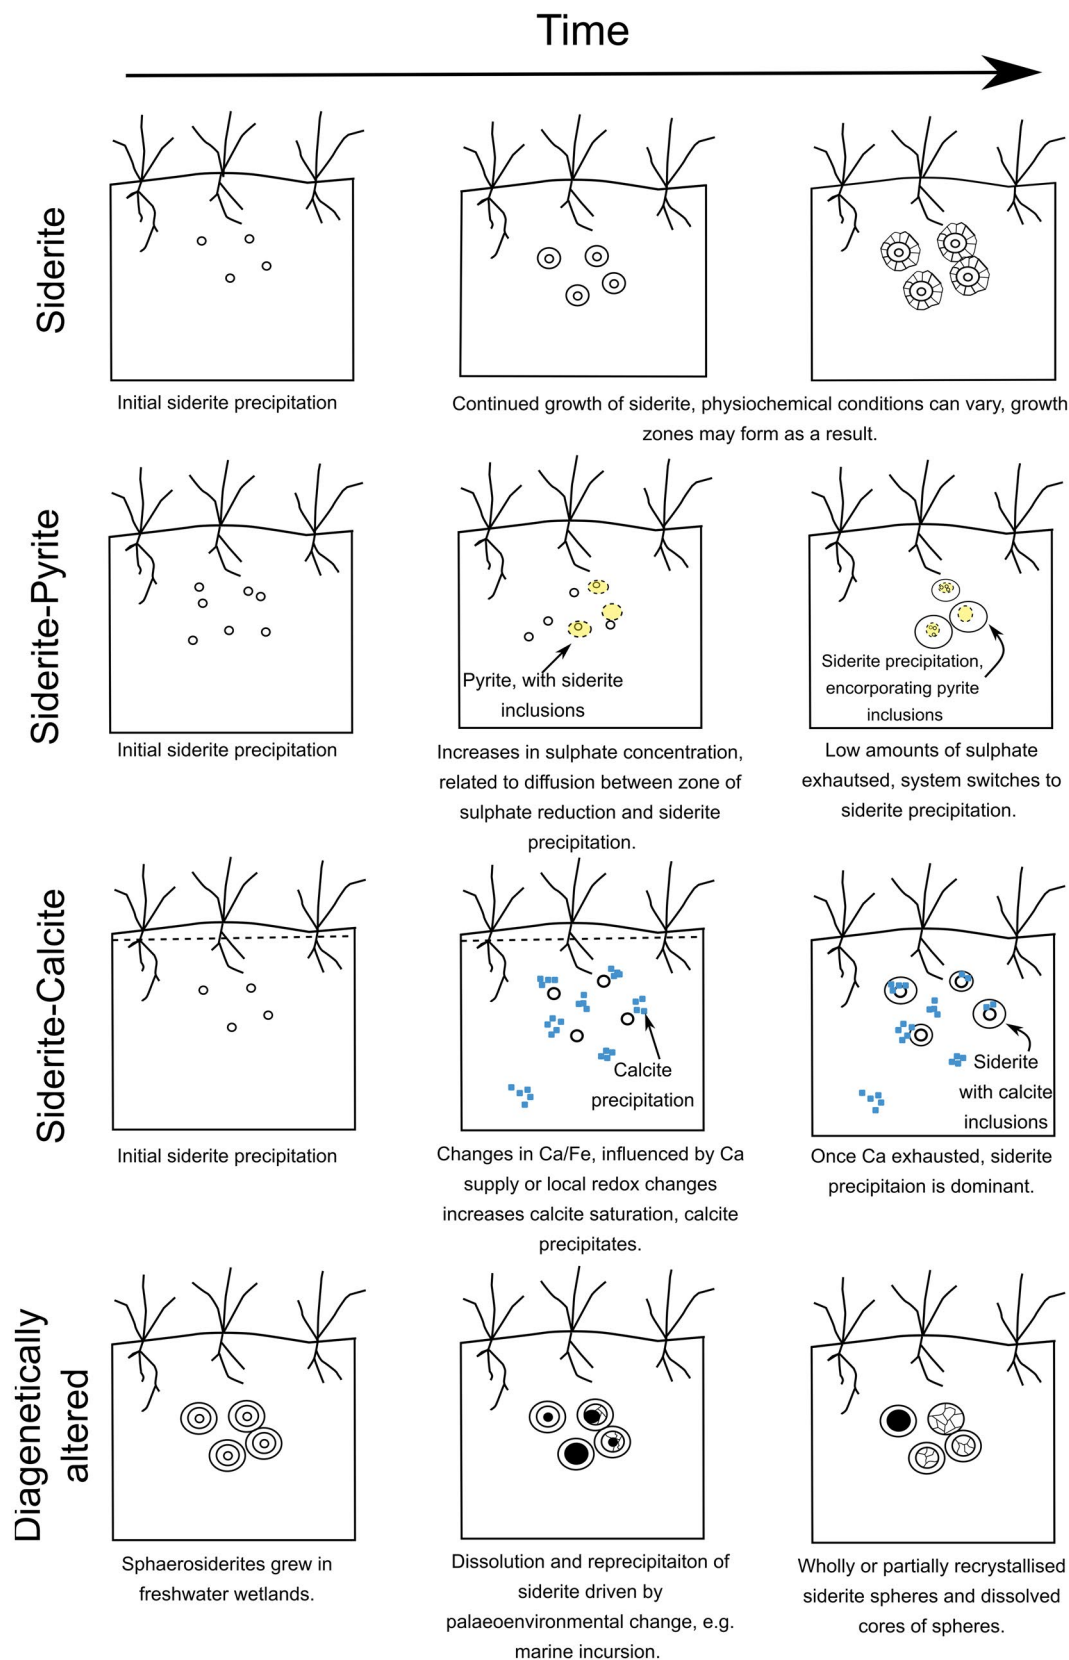 Time
Siderite
Initial siderite precipitation
Continued growth of siderite, physiochemical conditions can vary, growth
zones may form as a result.
Siderite-Pyrite
Pyrite, with siderite
inclusions
Siderite precipitation,
encorporating pyrite
inclusions
Initial siderite precipitation
Increases in sulphate concentration,
related to diffusion between zone of
sulphate reduction and siderite
precipitation.
Low amounts of sulphate
exhautsed, system switches to
siderite precipitation.
Siderite-Calcite
Calcite
precipitation
Siderite
with calcite
inclusions
Initial siderite precipitation
Changes in Ca/Fe, influenced by Ca
supply or local redox changes
increases calcite saturation, calcite
precipitates.
Once Ca exhausted, siderite
precipitaion is dominant.
Diagenetically
altered
Sphaerosiderites grew in
freshwater wetlands.
Dissolution and reprecipitaiton of
siderite driven by
palaeoenvironmental change, e.g.
marine incursion.
Wholly or partially recrystallised
siderite spheres and dissolved
cores of spheres.